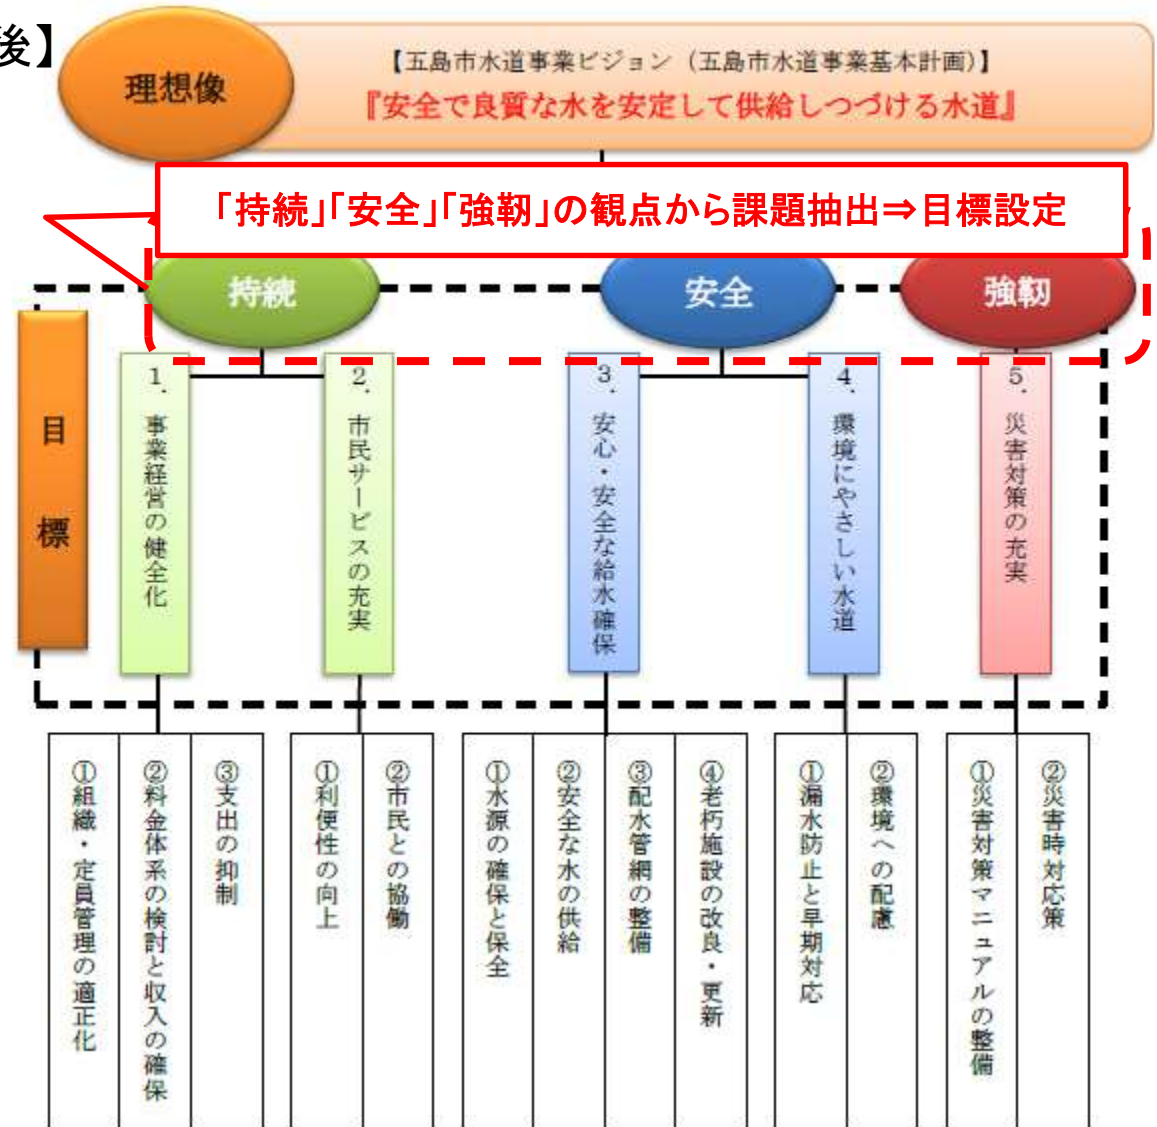 後】
理想像
【五島市水道事業ビジョン（五島市水道事業基本計画）】
『安全で良質な水を安定して供給しつづける水道』
「持続」「安全」「強靭」の観点から課題抽出⇒目標設定
持続
安全
強靭
目標
1．事業経営の健全化
2．市民サービスの充実
3．安心・安全な給水確保
4．環境にやさしい水道
5．災害対策の充実
①組織・定員管理の適正化
②料金体系の検討と収入の確保
③支出の抑制
①利便性の向上
②市民との協働
①水源の確保と保全
②安全な水の供給
③配水管網の整備
④老朽施設の改良・更新
①漏水防止と早期対応
②環境への配慮
①災害対策マニュアルの整備
②災害時対応策